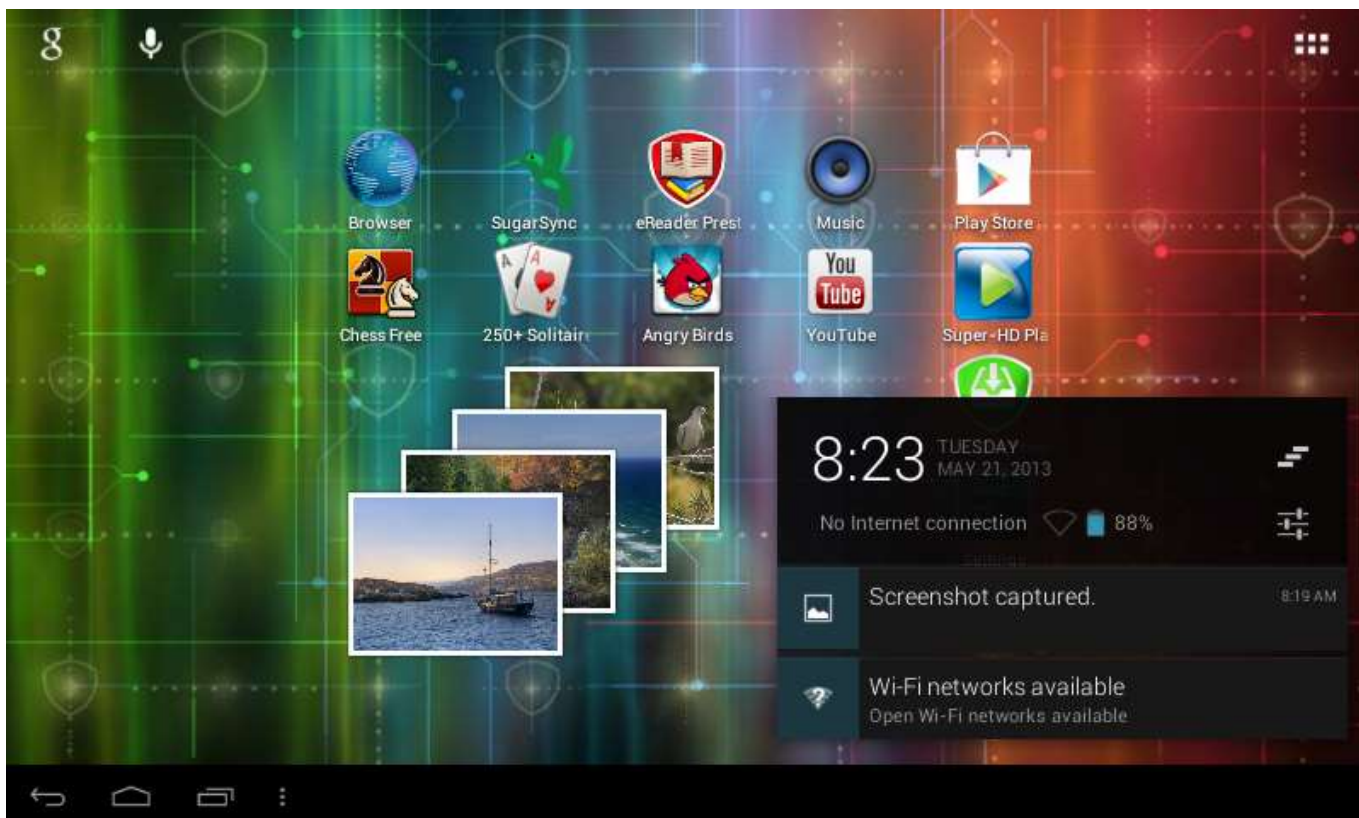 g
Browser
SugarSync
eReader Prest
Music
Play Store
You
Tube
Chess Free
A A
250+ Solitair
Angry Birds
YouTube
Super-HD Pla
8:23
TUESDAY
MAY 21, 2013
No Internet connection
88%
Screenshot captured.
8:19 AM
Wi-Fi networks available
Open Wi-Fi networks available